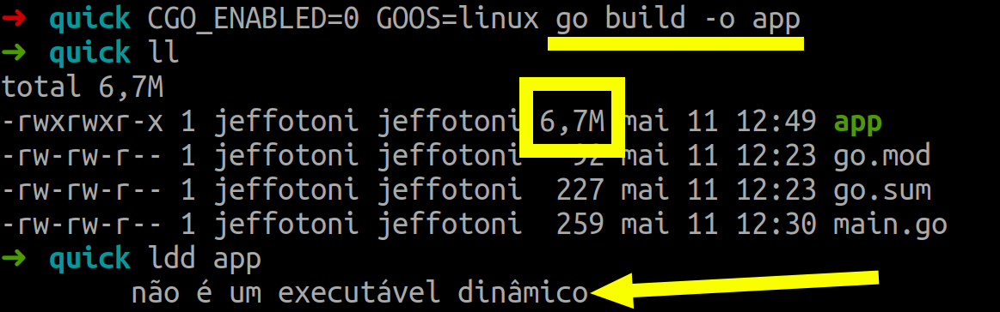 ➜ quick CGO_ENABLED=0 GOOS=linux go build -o app
➜ quick ll
total 6,7M
-rwxrwxr-x 1 jeffotoni jeffotoni 6,7M mai 11 12:49 app
-rw-rw-r-- 1 jeffotoni jeffotoni 92 mai 11 12:23 go.mod
-rw-rw-r-- 1 jeffotoni jeffotoni 227 mai 11 12:23 go.sum
-rw-rw-r-- 1 jeffotoni jeffotoni 259 mai 11 12:30 main.go
➜ quick ldd app
não é um executável dinâmico